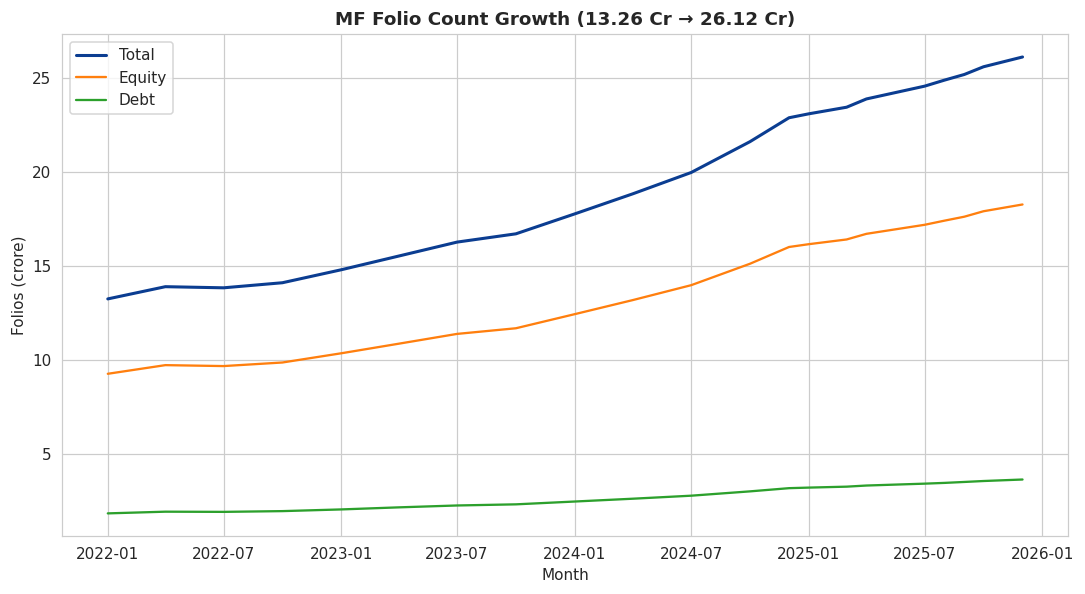 MF Folio Count Growth (13.26 Cr → 26.12 Cr)
Total
Equity
Debt
Folios (crore)
25
20
15
10
5
2022-01 2022-07 2023-01 2023-07 2024-01 2024-07 2025-01 2025-07 2026-01
Month